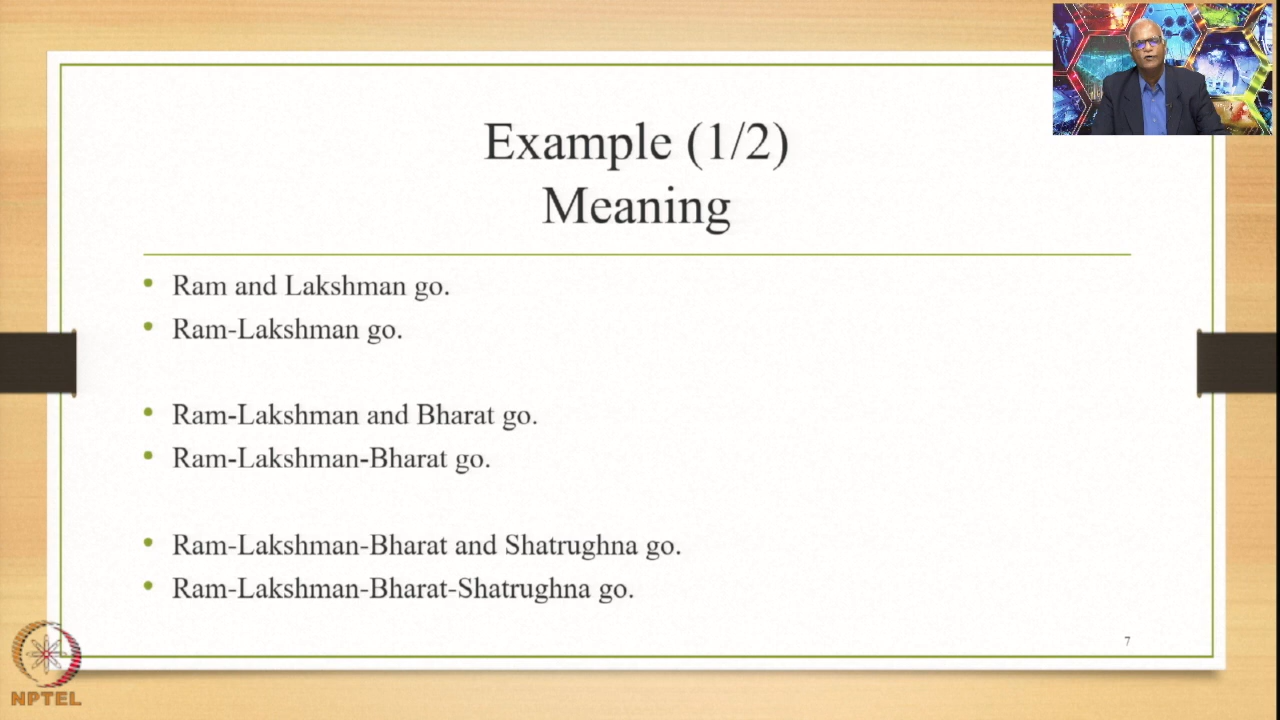 Example (1/2)
Meaning
Ram and Lakshman go.
Ram-Lakshman go.
Ram-Lakshman and Bharat go.
Ram-Lakshman-Bharat go.
Ram-Lakshman-Bharat and Shatrughna go.
Ram-Lakshman-Bharat-Shatrughna go.
7
NPTEL